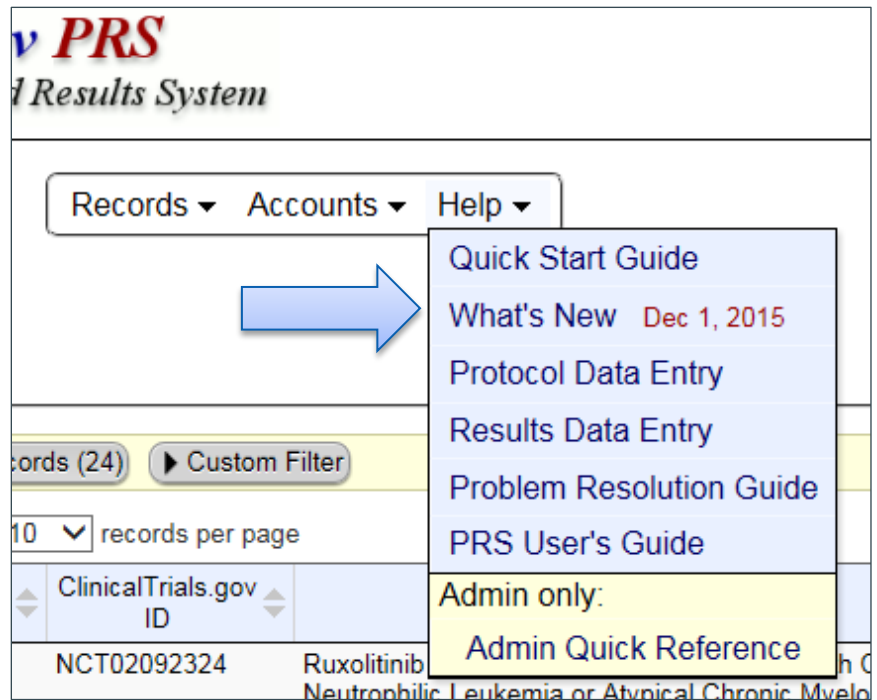 v PRS
d Results System
Records Accounts Help
Quick Start Guide
What's New Dec 1, 2015
Protocol Data Entry
Results Data Entry
Problem Resolution Guide
PRS User's Guide
Admin only:
Admin Quick Reference
cords (24) Custom Filter
10 records per page
ClinicalTrials.gov
ID
NCT02092324 Ruxolitinib h C
Neutrophilic Leukemia or Atypical Chronic Myelo